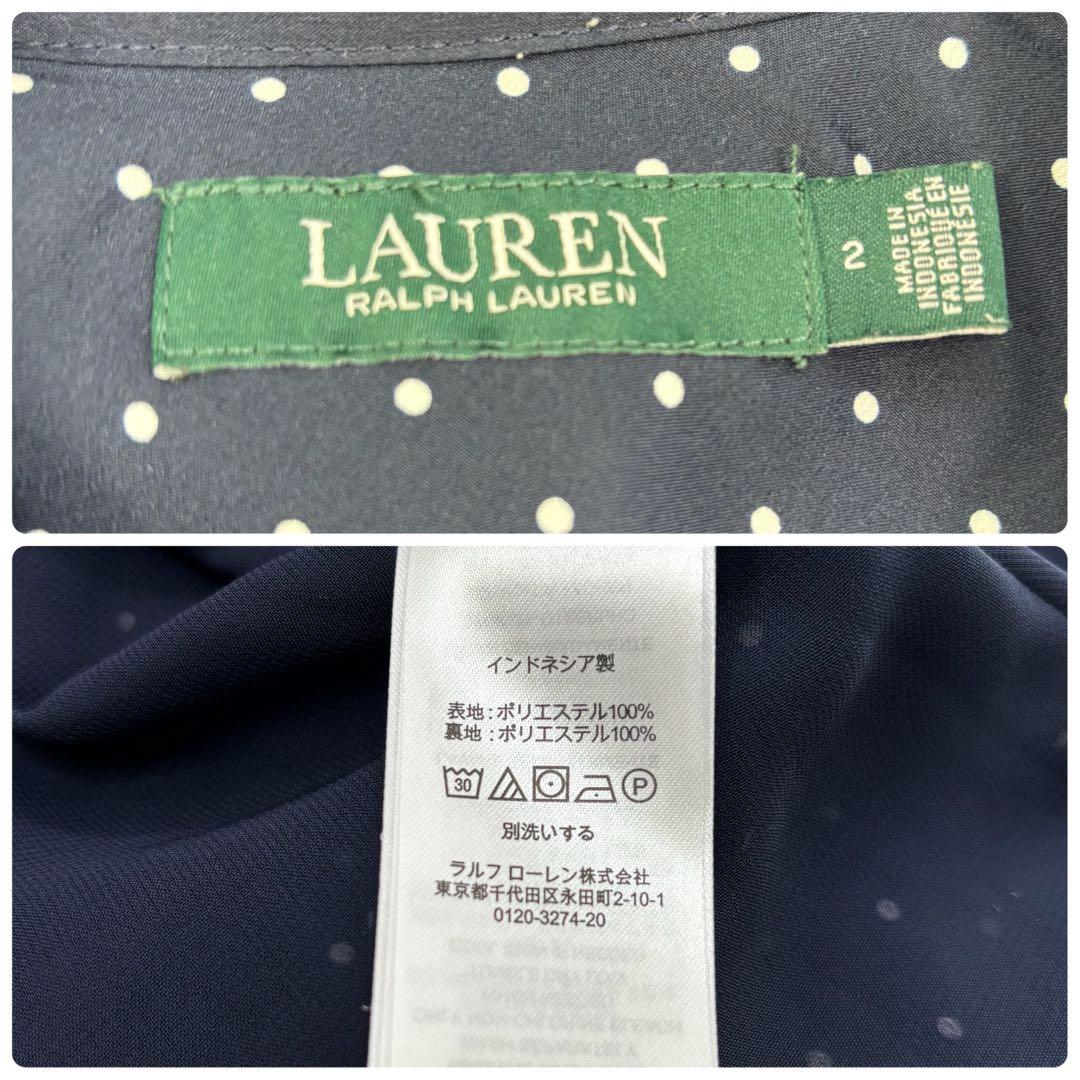 LAUREN
RALPH LAUREN
2
MADE IN
INDONESIA
FABRIQUÉ EN
INDONÉSIE
インドネシア製
表地:ポリエステル100%
裏地:ポリエステル100%
30
P
別洗いする
ラルフ ローレン株式会社
東京都千代田区永田町2-10-1
0120-3274-20